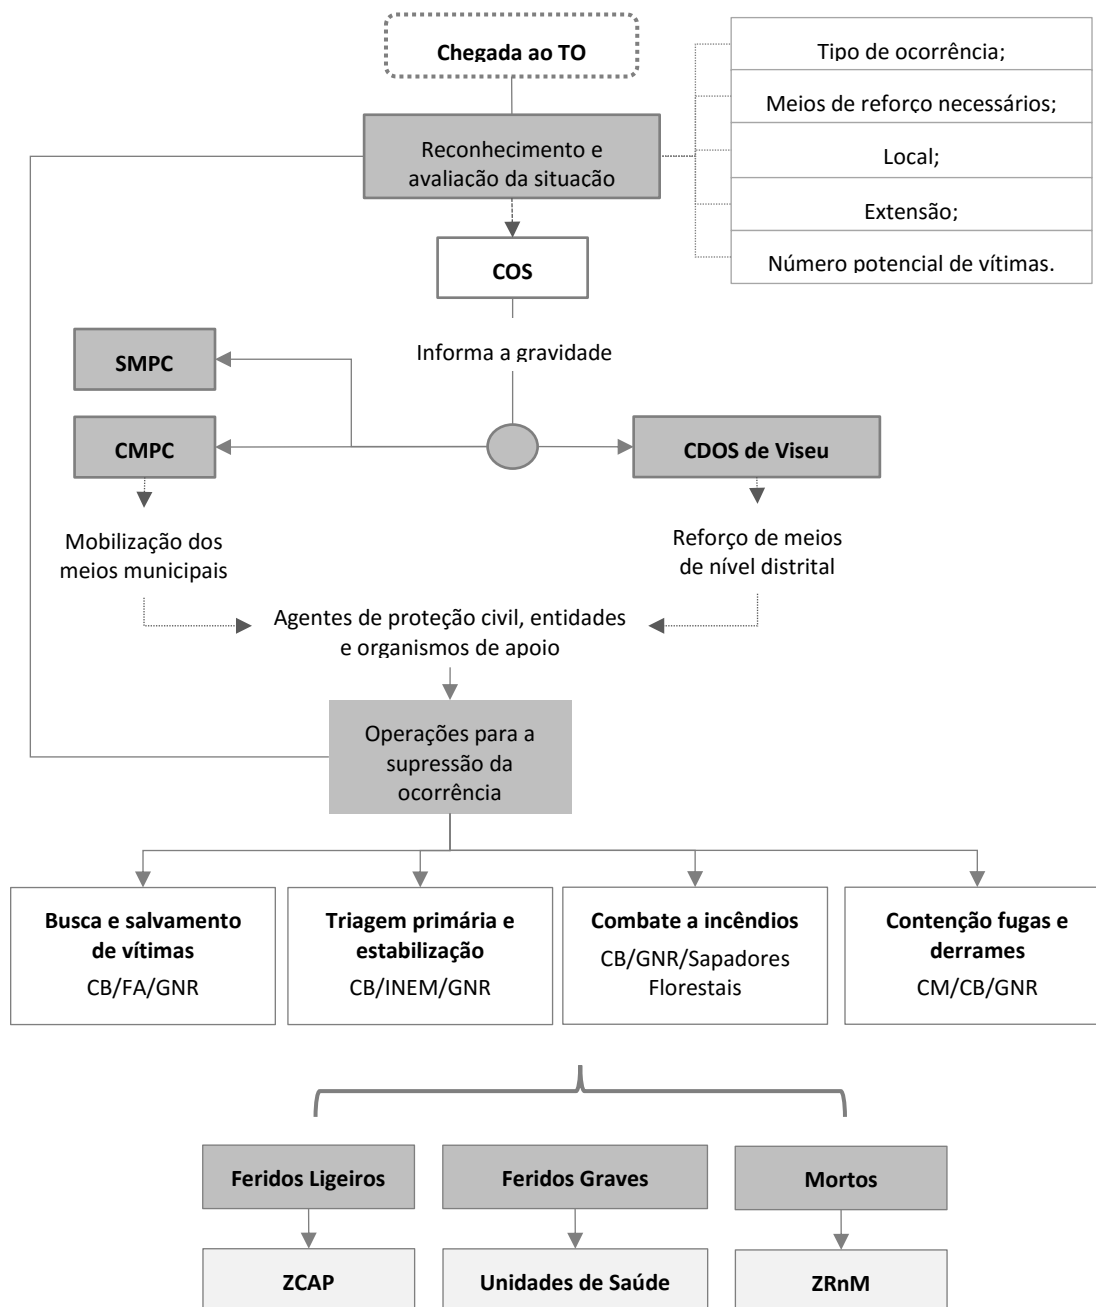 Chegada ao TO
Tipo de ocorrência;
Meios de reforço necessários;
Local;
Extensão;
Número potencial de vítimas.
Reconhecimento e
avaliação da situação
COS
Informa a gravidade
SMPC
CMPC
CDOS de Viseu
Mobilização dos
meios municipais
Reforço de meios
de nível distrital
Agentes de proteção civil, entidades
e organismos de apoio
Operações para a
supressão da
ocorrência
Busca e salvamento
de vítimas
CB/FA/GNR
Triagem primária e
estabilização
CB/INEM/GNR
Combate a incêndios
CB/GNR/Sapadores
Florestais
Contenção fugas e
derrames
CM/CB/GNR
Feridos Ligeiros
Feridos Graves
Mortos
ZCAP
Unidades de Saúde
ZRnM